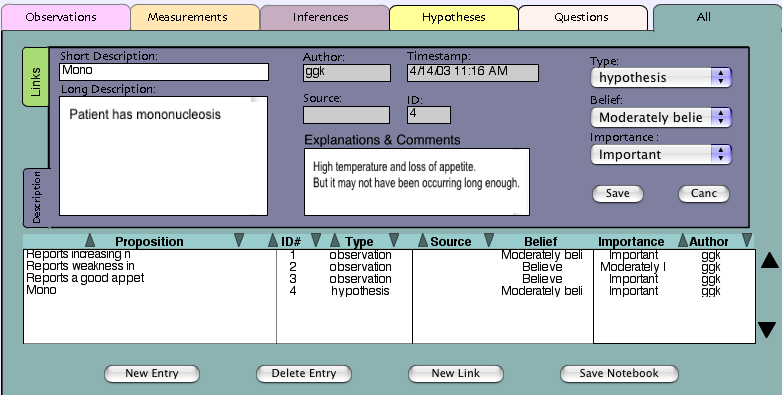 Observations Measurements Inferences Hypotheses Questions All
Links
Description
Short Description:
Mono
Long Description:
Patient has mononucleosis
Author:
ggk
Timestamp:
4/14/03 11:16 AM
Source:
ID:
4
Explanations & Comments
High temperature and loss of appetite.
But it may not have been occurring long enough.
Type:
hypothesis
Belief:
Moderately belie
Importance:
Important
Save Canc
Proposition ID# Type Source Belief Importance Author
Reports increasing n 1 observation Moderately beli Important ggk
Reports weakness in 2 observation Believe Moderately I ggk
Reports a good appet 3 observation Believe Important ggk
Mono 4 hypothesis Moderately beli Important ggk
New Entry Delete Entry New Link Save Notebook